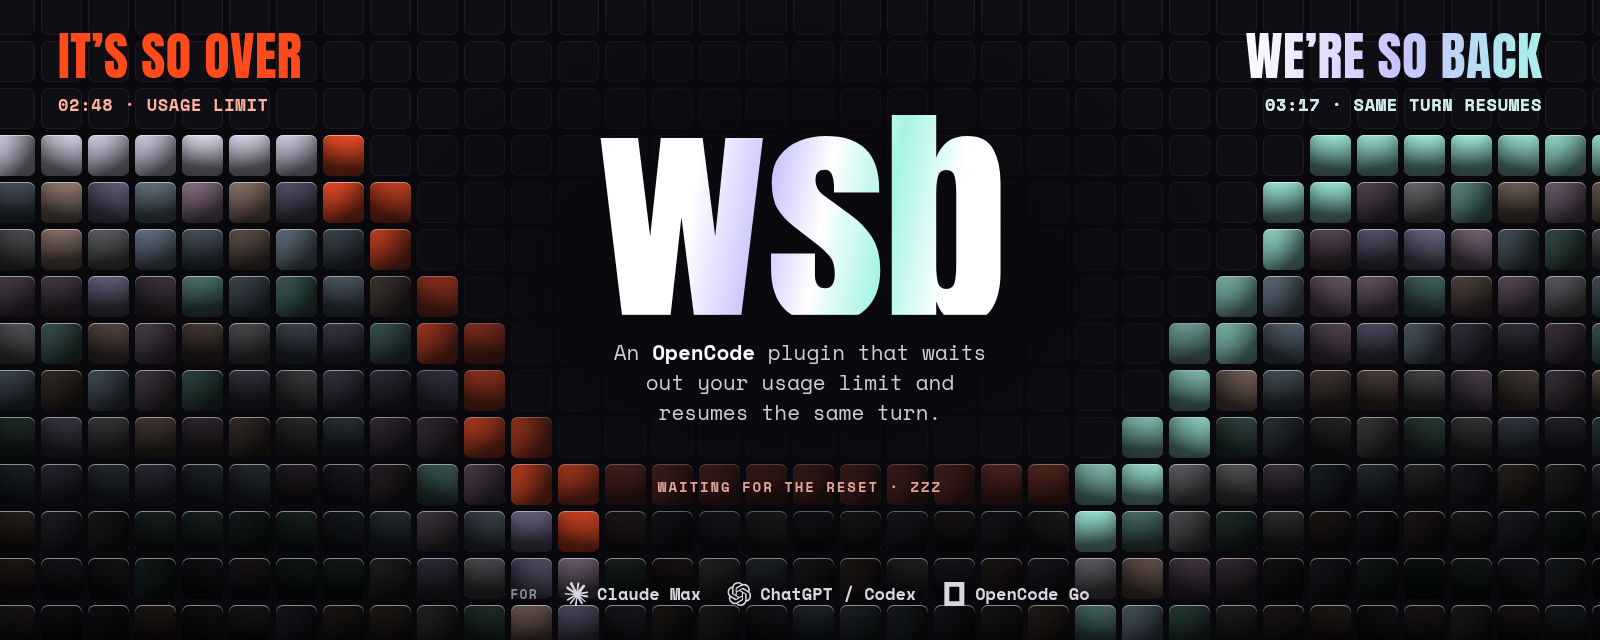 IT’S SO OVER
02:48 · USAGE LIMIT
WE’RE SO BACK
03:17 · SAME TURN RESUMES
wsb
An OpenCode plugin that waits
out your usage limit and
resumes the same turn.
WAITING FOR THE RESET · ZZZ
FOR Claude Max ChatGPT / Codex OpenCode Go